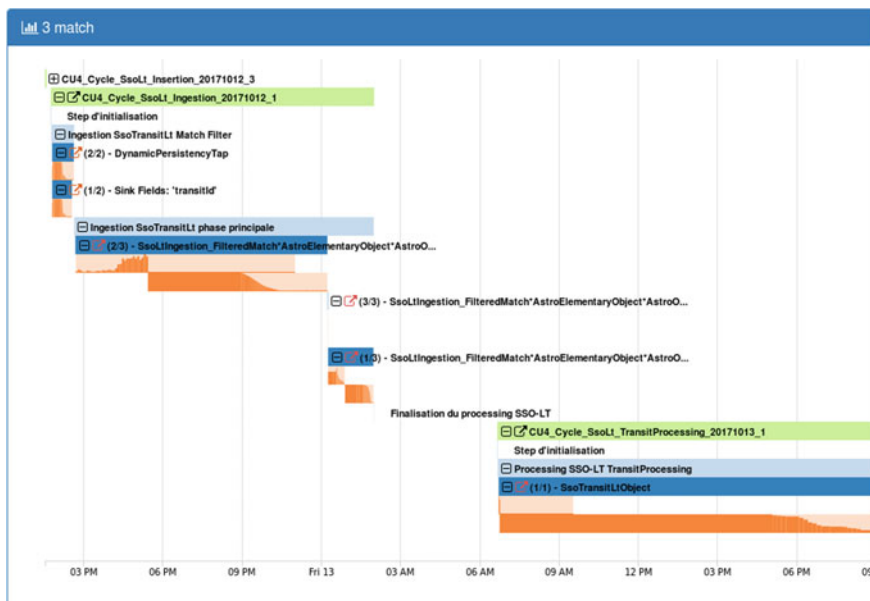 3 match
CU4_Cycle_SsoLt_Insertion_20171012_3
CU4_Cycle_SsoLt_Ingestion_20171012_1
Step d'initialisation
Ingestion SsoTransitLt Match Filter
(2/2) - DynamicPersistencyTap
(1/2) - Sink Fields: 'transitId'
Ingestion SsoTransitLt phase principale
(2/3) - SsoLtIngestion_FilteredMatch*AstroElementaryObject*AstroO...
(3/3) - SsoLtIngestion_FilteredMatch*AstroElementaryObject*AstroO...
(1/3) - SsoLtIngestion_FilteredMatch*AstroElementaryObject*AstroO...
Finalisation du processing SSO-LT
CU4_Cycle_SsoLt_TransitProcessing_20171013_1
Step d'initialisation
Processing SSO-LT TransitProcessing
(1/1) - SsoTransitLtObject
03 PM 06 PM 09 PM Fri 13 03 AM 06 AM 09 AM 12 PM 03 PM 06 PM 09